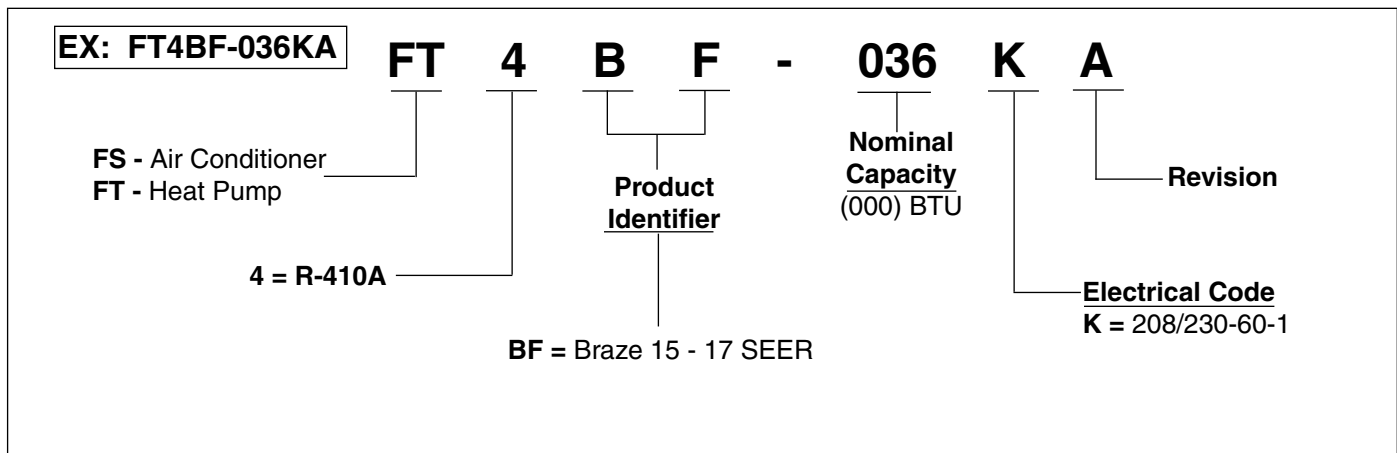 EX: FT4BF-036KA
FT 4 B F - 036 K A
FS - Air Conditioner
FT - Heat Pump
Product
Identifier
Nominal
Capacity
(000) BTU
Revision
4 = R-410A
Electrical Code
K = 208/230-60-1
BF = Braze 15 - 17 SEER